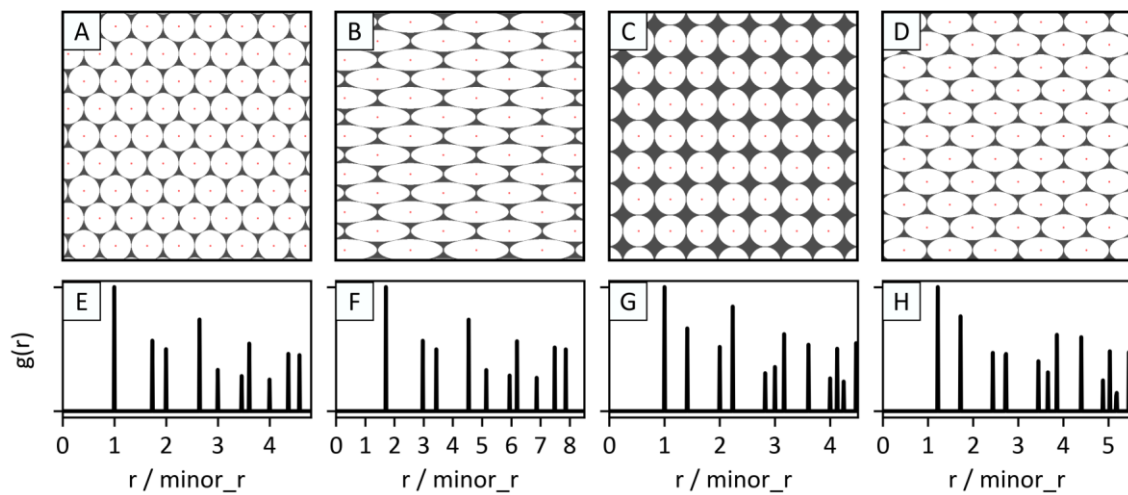 A B C D
E F G H
g(r)
0 1 2 3 4 0 1 2 3 4 5 6 7 8 0 1 2 3 4 0 1 2 3 4 5
r / minor_r r / minor_r r / minor_r r / minor_r